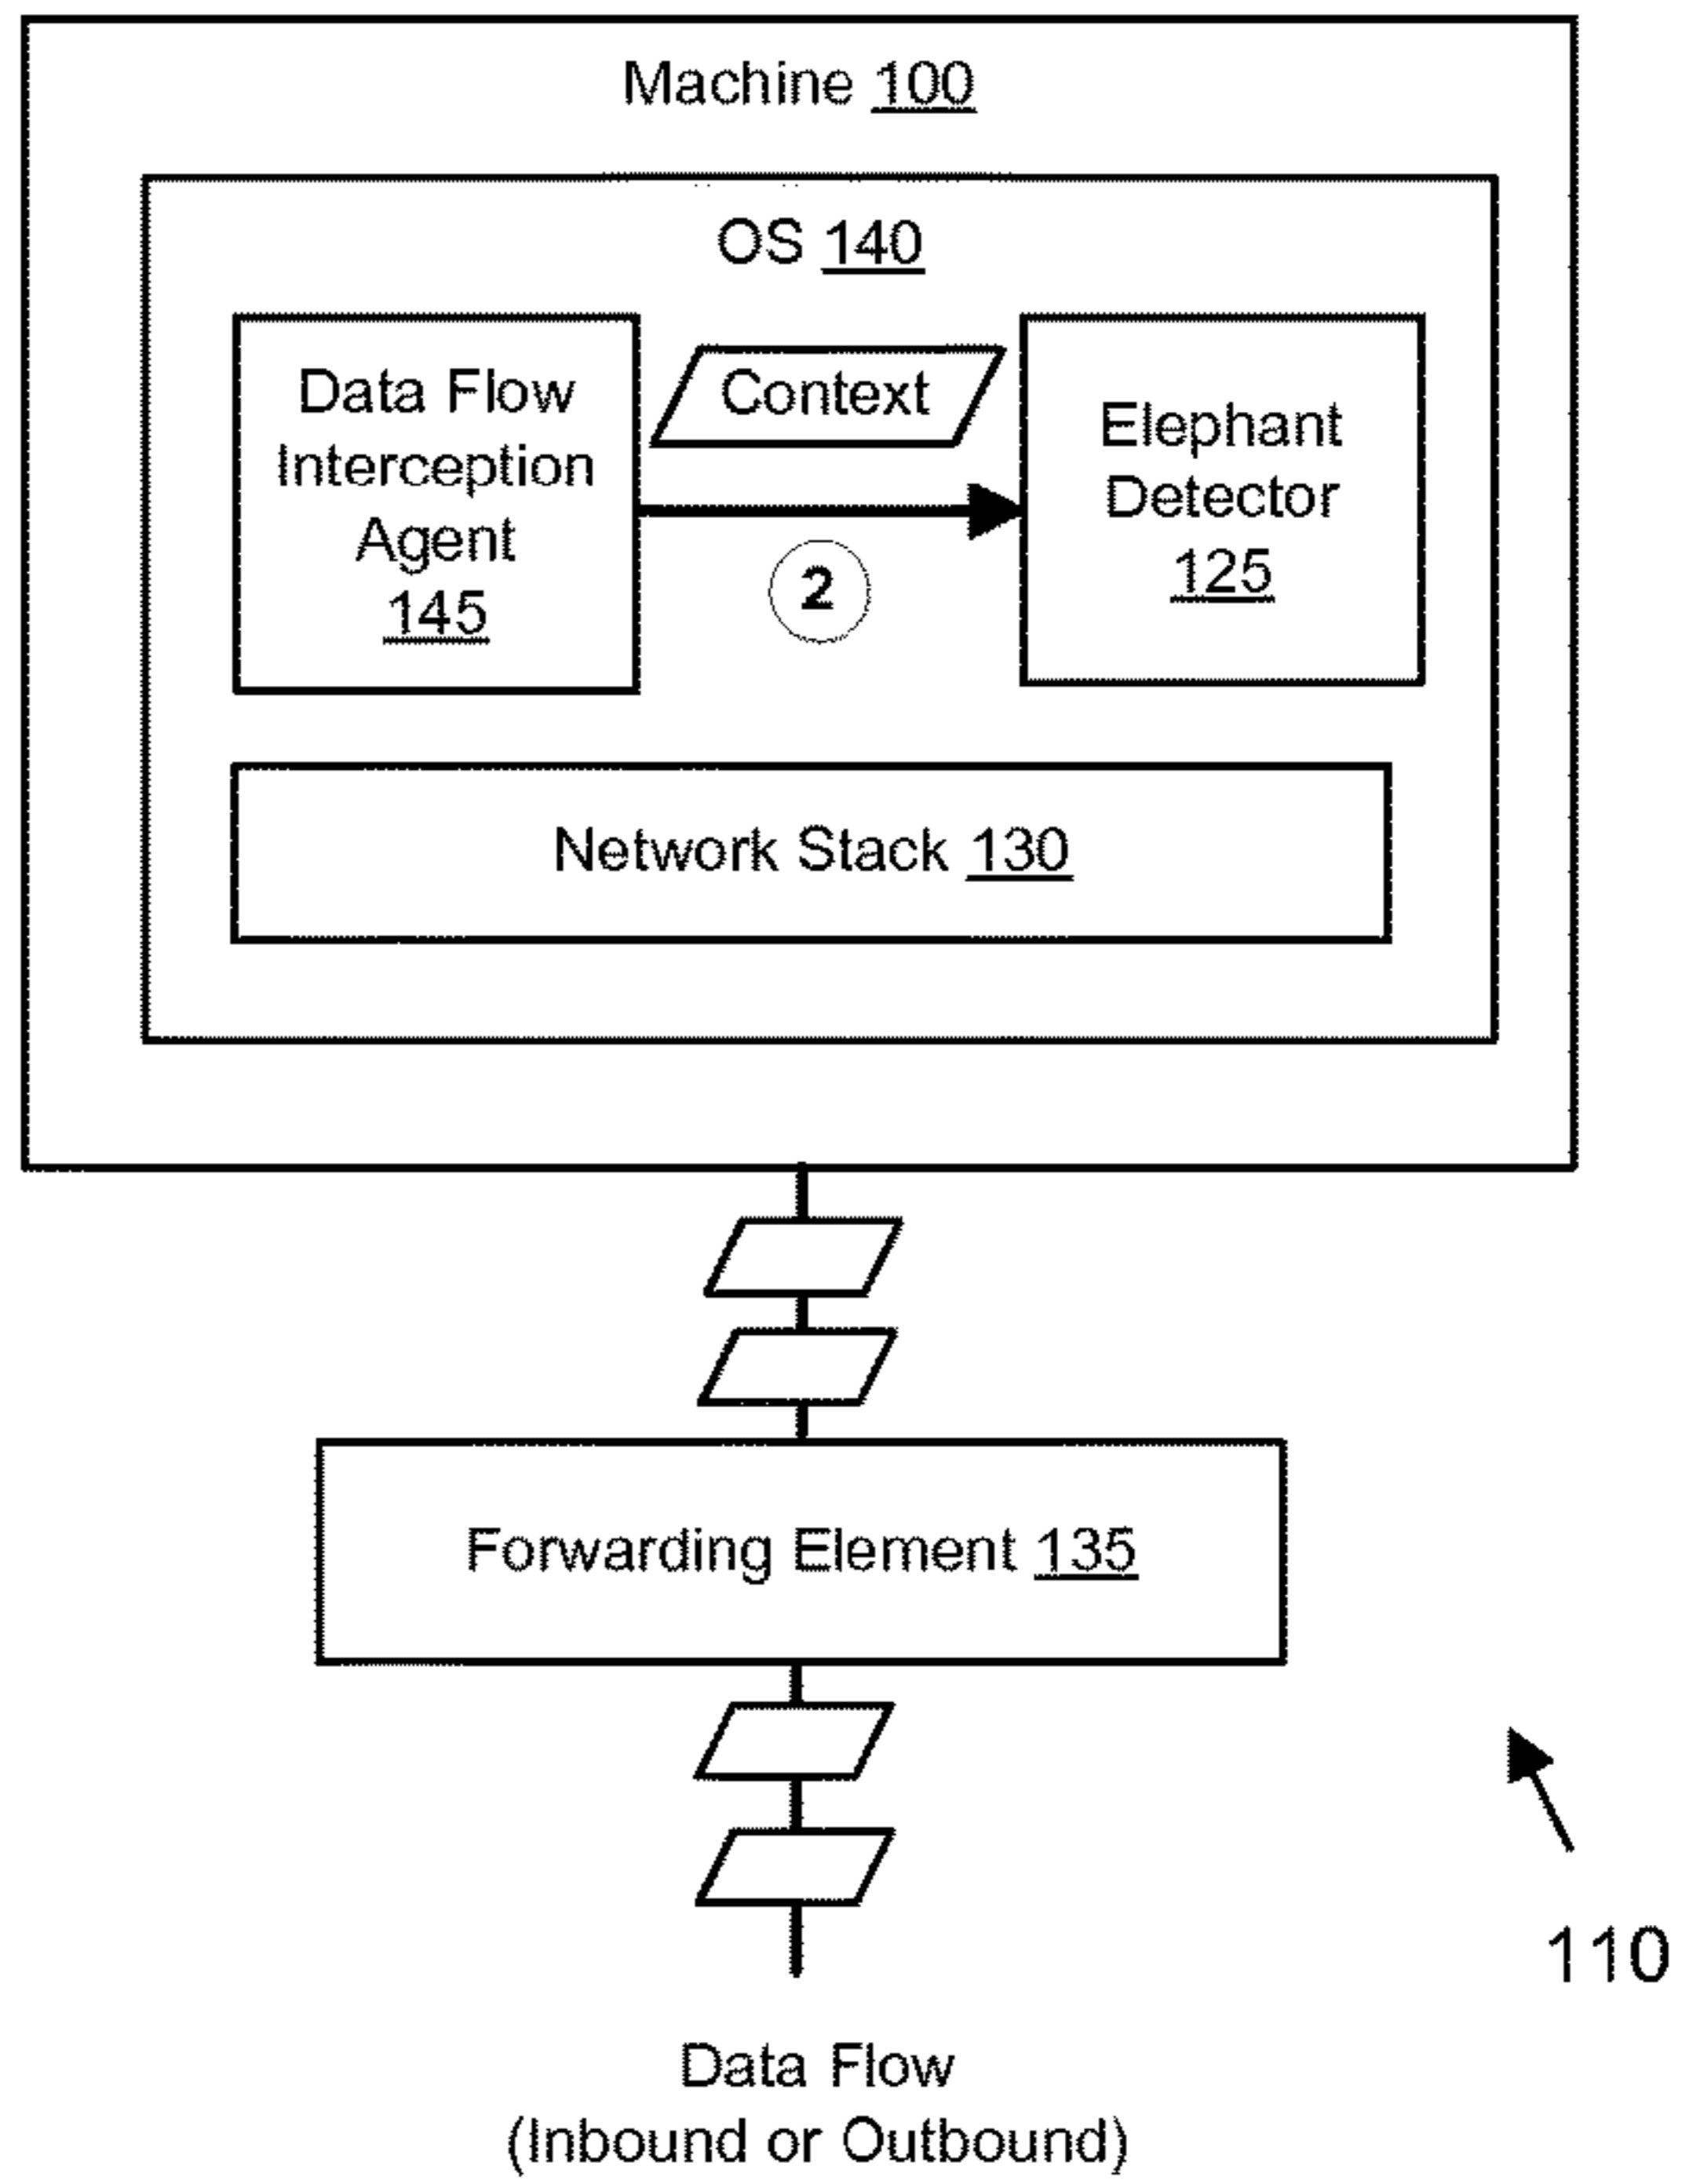 Machine 100
OS 140
Data Flow
Interception
Agent
145
Context
2
Elephant
Detector
125
Network Stack 130
Forwarding Element 135
110
Data Flow
(Inbound or Outbound)